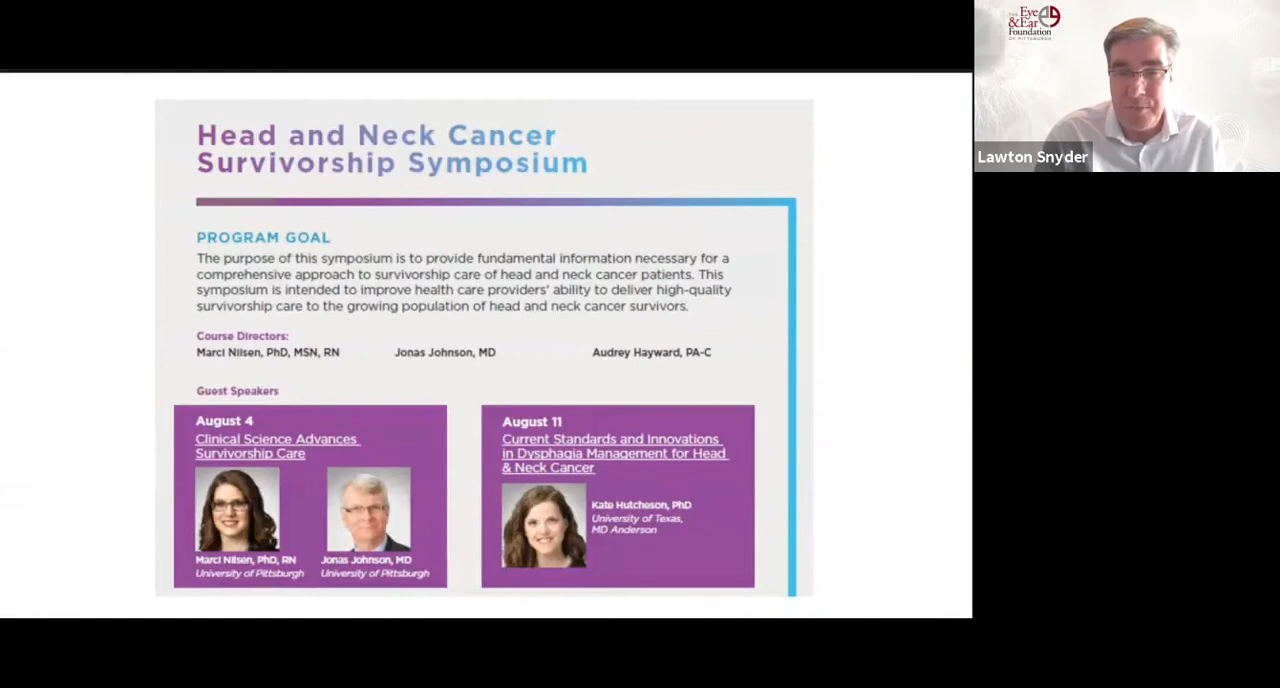 Head and Neck Cancer
Survivorship Symposium
PROGRAM GOAL
The purpose of this symposium is to provide fundamental information necessary for a
comprehensive approach to survivorship care of head and neck cancer patients. This
symposium is intended to improve health care providers' ability to deliver high-quality
survivorship care to the growing population of head and neck cancer survivors.
Course Directors:
Marci Nilsen, PhD, MSN, RN
Jonas Johnson, MD
Audrey Hayward, PA-C
Guest Speakers
August 4
Clinical Science Advances
Survivorship Care
Marci Nilsen, PhD, RN
University of Pittsburgh
Jonas Johnson, MD
University of Pittsburgh
August 11
Current Standards and Innovations
in Dysphagia Management for Head
& Neck Cancer
Kate Hutcheson, PhD
University of Texas,
MD Anderson
THE
Eye
&Ear
Foundation
OF PITTSBURGH
Lawton Snyder